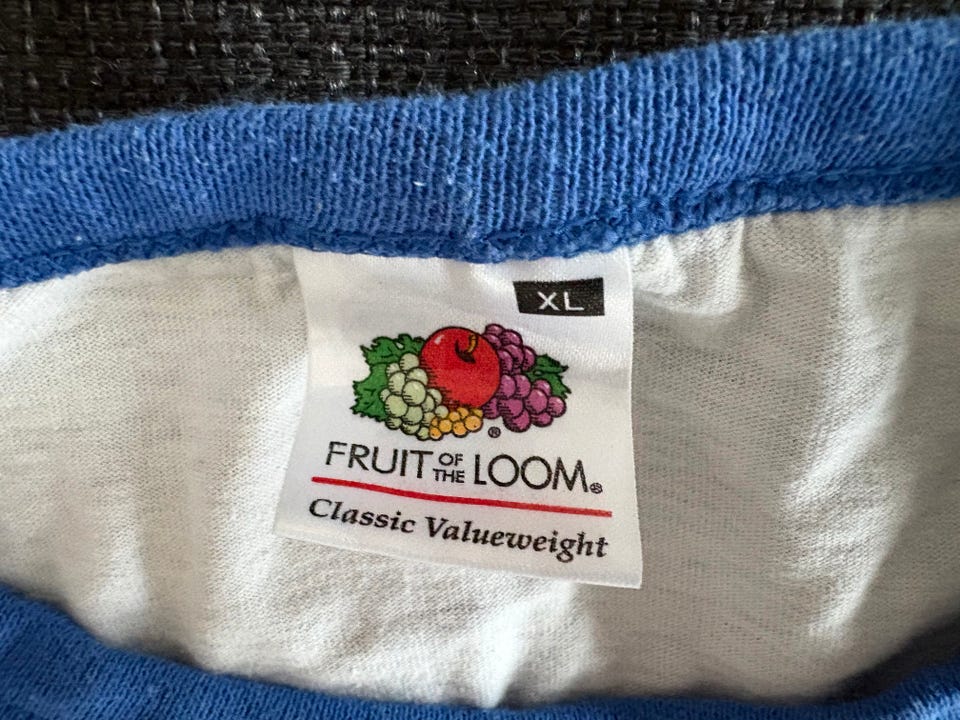 XL
FRUIT OF THE LOOM®
Classic Valueweight